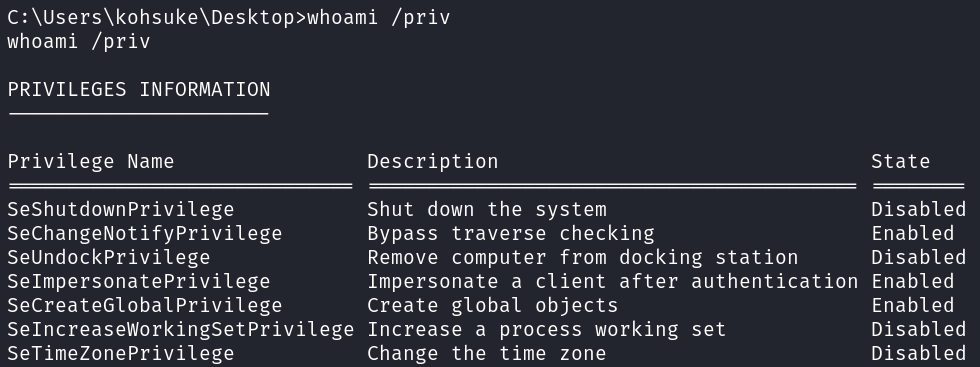 C:\Users\kohsuke\Desktop>whoami /priv
whoami /priv
PRIVILEGES INFORMATION
----------------------
Privilege Name                Description                               State
============================= ========================================= ========
SeShutdownPrivilege           Shut down the system                      Disabled
SeChangeNotifyPrivilege       Bypass traverse checking                  Enabled
SeUndockPrivilege             Remove computer from docking station      Disabled
SeImpersonatePrivilege        Impersonate a client after authentication Enabled
SeCreateGlobalPrivilege       Create global objects                     Enabled
SeIncreaseWorkingSetPrivilege Increase a process working set            Disabled
SeTimeZonePrivilege           Change the time zone                      Disabled